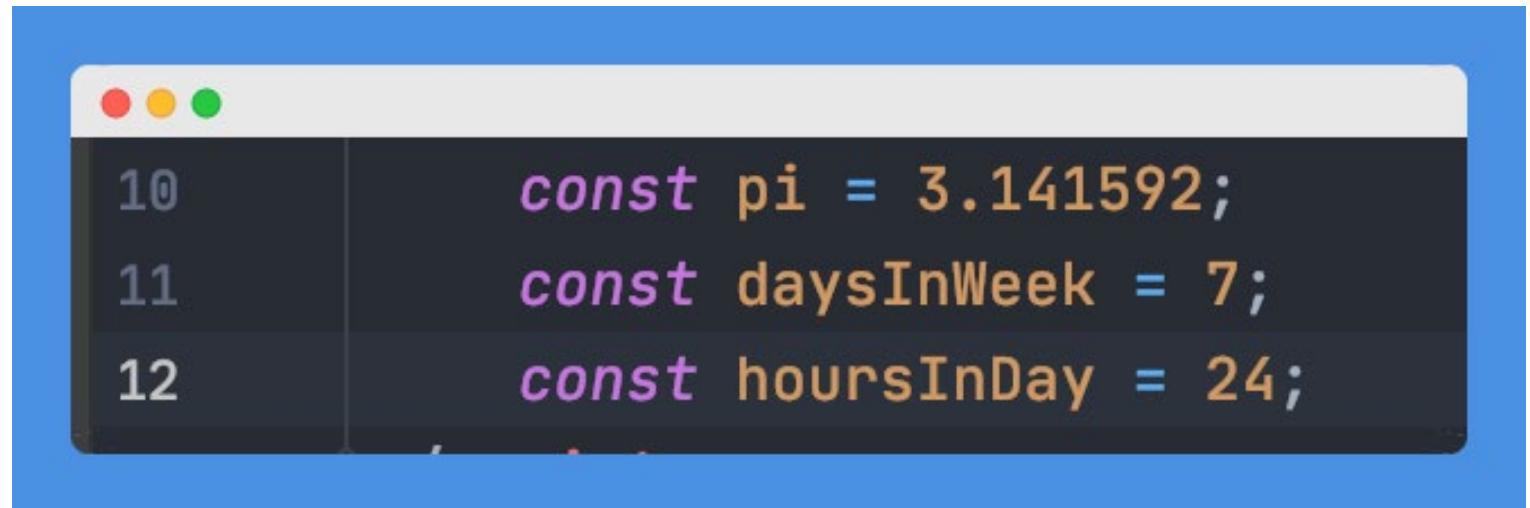 10 const pi = 3.141592;
11 const daysInWeek = 7;
12 const hoursInDay = 24;